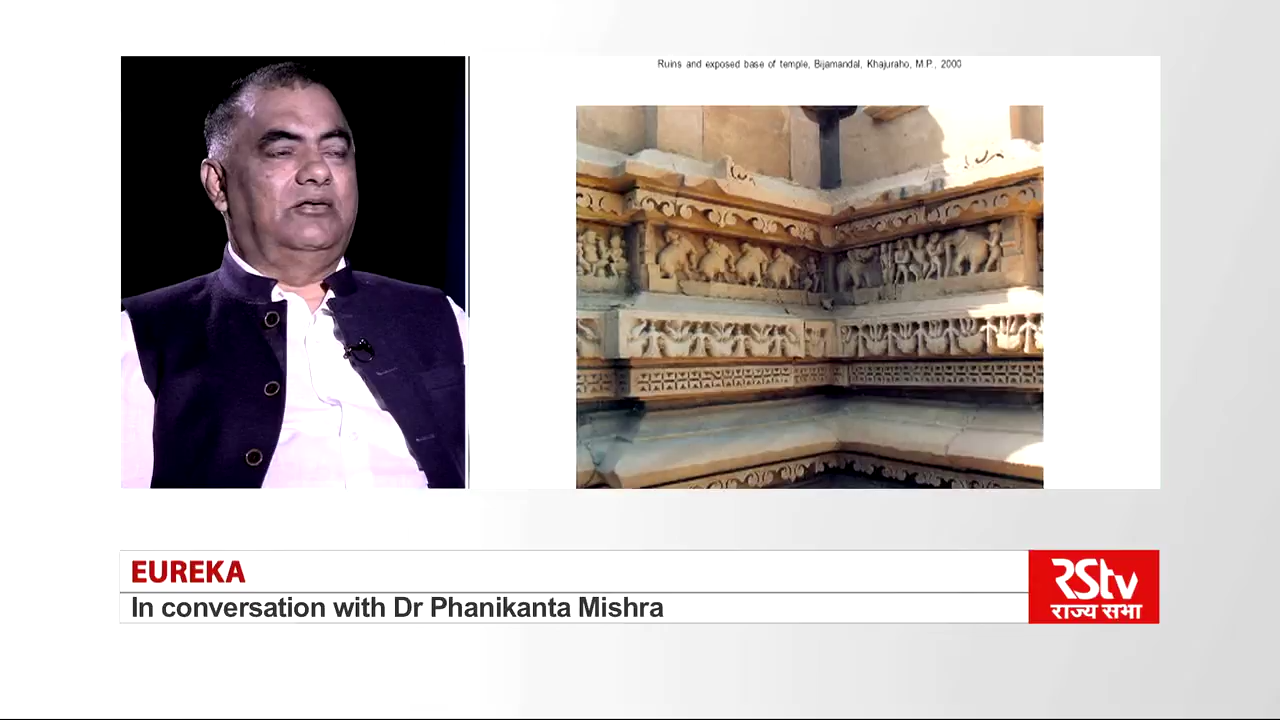 Ruins and exposed base of temple, Bijamandal, Khajuraho, M.P., 2000
EUREKA
In conversation with Dr Phanikanta Mishra
RStv
राज्य सभा